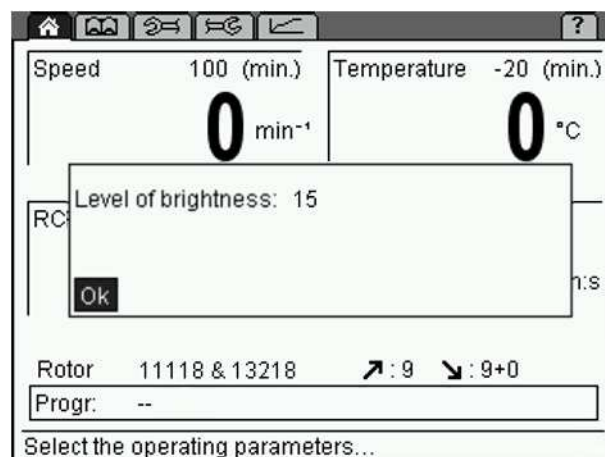 ?
Speed 100 (min.)
0 min⁻¹
Temperature -20 (min.)
0 °C
RCF
Level of brightness: 15
Ok
n:s
Rotor 11118 & 13218 ↗: 9 ↘: 9+0
Progr: --
Select the operating parameters...